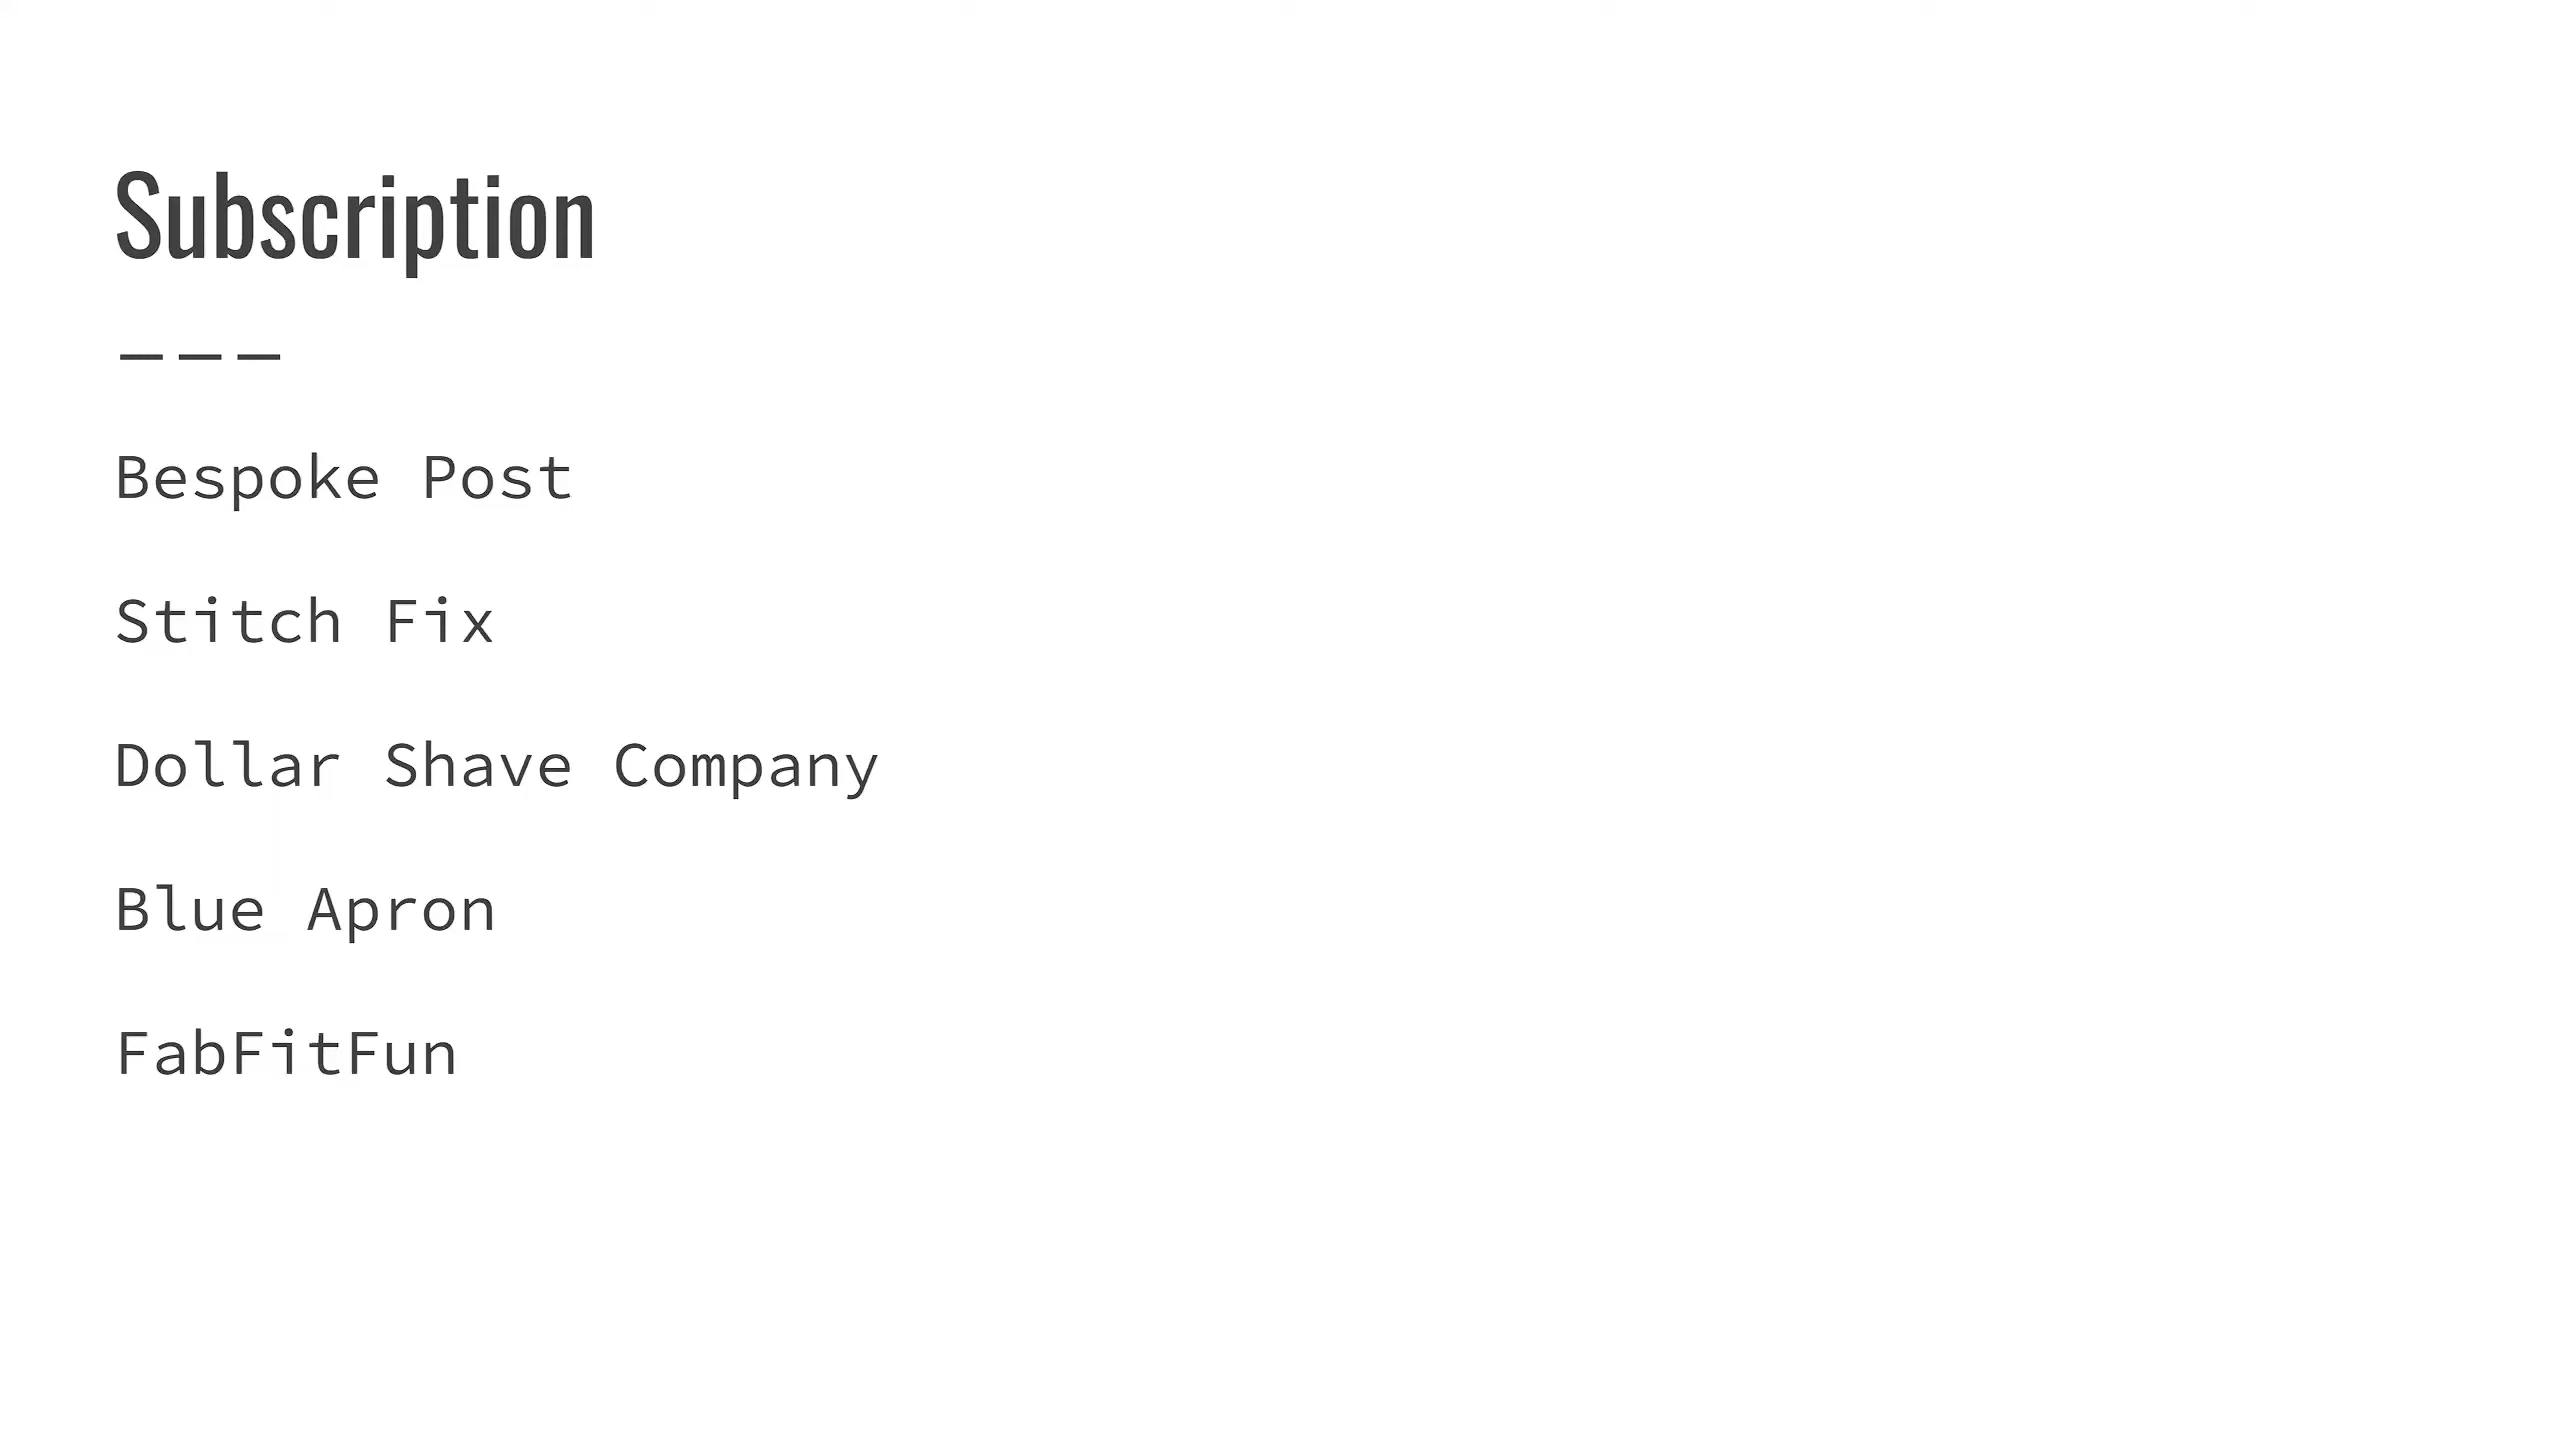 Subscription
———
Bespoke Post
Stitch Fix
Dollar Shave Company
Blue Apron
FabFitFun